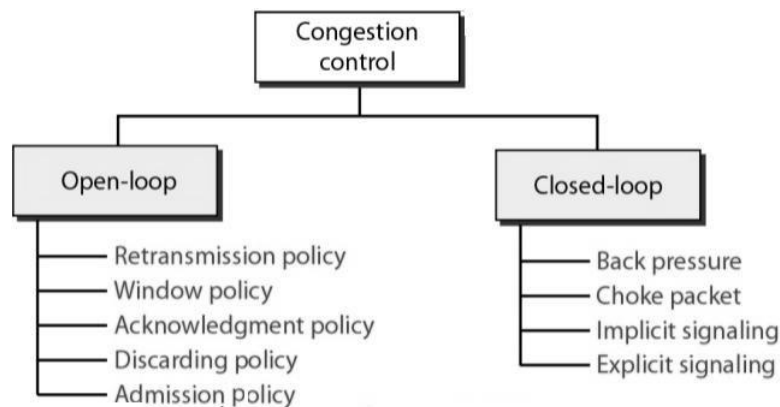 Congestion
control
Open-loop
Closed-loop
Retransmission policy
Window policy
Acknowledgment policy
Discarding policy
Admission policy
Back pressure
Choke packet
Implicit signaling
Explicit signaling